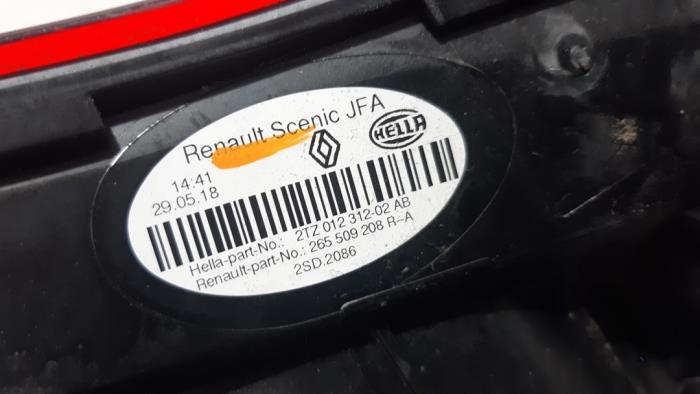 Renault Scenic JFA
HELLA
14:41
29.05.18
Hella-part-No.: 2TZ 012 312-02 AB
Renault-part-No.: 265 509 208 R-A
2SD.2086